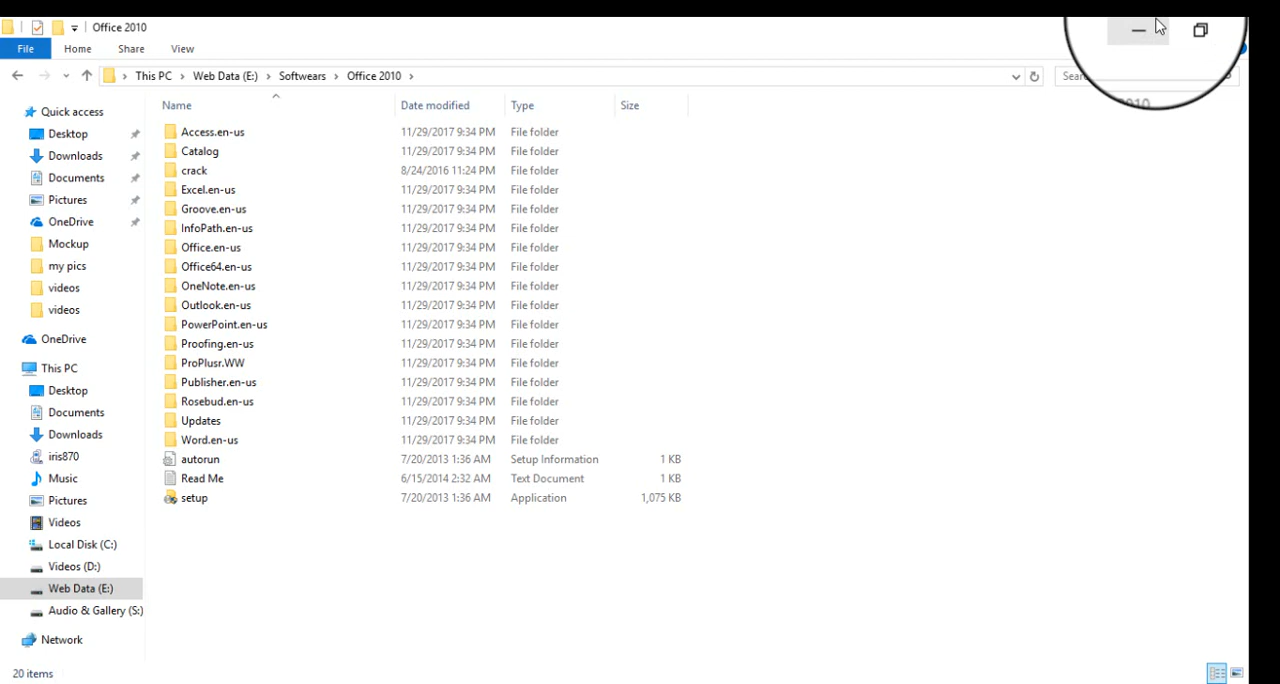 Office 2010
File Home Share View
This PC > Web Data (E:) > Softwears > Office 2010 >
Name Date modified Type Size
Quick access
Desktop
Downloads
Documents
Pictures
OneDrive
Mockup
my pics
videos
videos
OneDrive
This PC
Desktop
Documents
Downloads
iris870
Music
Pictures
Videos
Local Disk (C:)
Videos (D:)
Web Data (E:)
Audio & Gallery (S:)
Network
Access.en-us 11/29/2017 9:34 PM File folder
Catalog 11/29/2017 9:34 PM File folder
crack 8/24/2016 11:24 PM File folder
Excel.en-us 11/29/2017 9:34 PM File folder
Groove.en-us 11/29/2017 9:34 PM File folder
InfoPath.en-us 11/29/2017 9:34 PM File folder
Office.en-us 11/29/2017 9:34 PM File folder
Office64.en-us 11/29/2017 9:34 PM File folder
OneNote.en-us 11/29/2017 9:34 PM File folder
Outlook.en-us 11/29/2017 9:34 PM File folder
PowerPoint.en-us 11/29/2017 9:34 PM File folder
Proofing.en-us 11/29/2017 9:34 PM File folder
ProPlusr.WW 11/29/2017 9:34 PM File folder
Publisher.en-us 11/29/2017 9:34 PM File folder
Rosebud.en-us 11/29/2017 9:34 PM File folder
Updates 11/29/2017 9:34 PM File folder
Word.en-us 11/29/2017 9:34 PM File folder
autorun 7/20/2013 1:36 AM Setup Information 1 KB
Read Me 6/15/2014 2:32 AM Text Document 1 KB
setup 7/20/2013 1:36 AM Application 1,075 KB
20 items